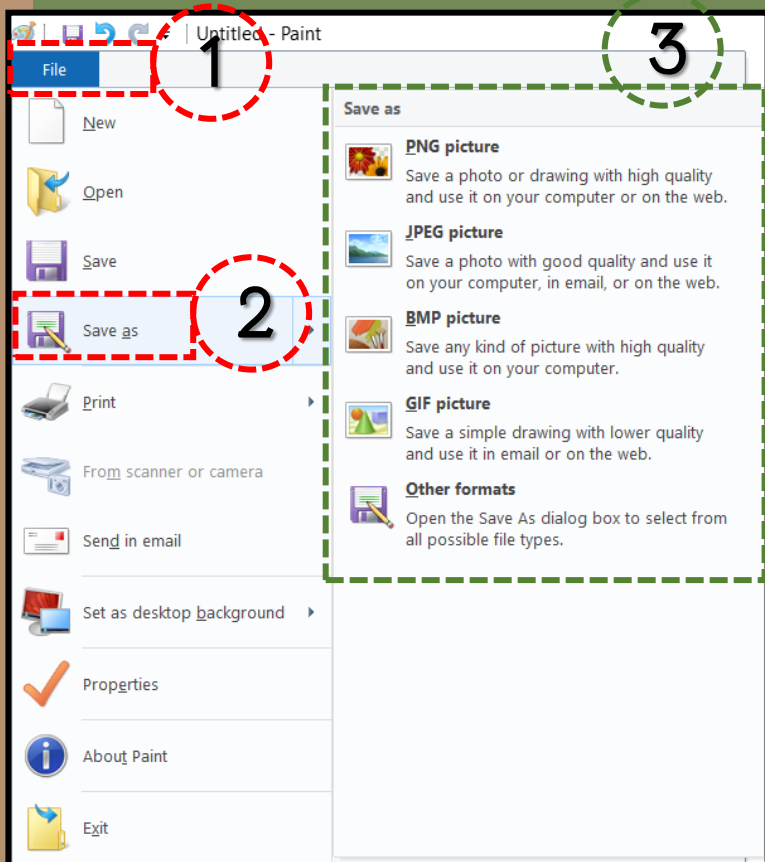 Untitled - Paint
1
3
File
New
Open
Save
Save as
2
Print
From scanner or camera
Send in email
Set as desktop background
Properties
About Paint
Exit
Save as
PNG picture
Save a photo or drawing with high quality
and use it on your computer or on the web.
JPEG picture
Save a photo with good quality and use it
on your computer, in email, or on the web.
BMP picture
Save any kind of picture with high quality
and use it on your computer.
GIF picture
Save a simple drawing with lower quality
and use it in email or on the web.
Other formats
Open the Save As dialog box to select from
all possible file types.